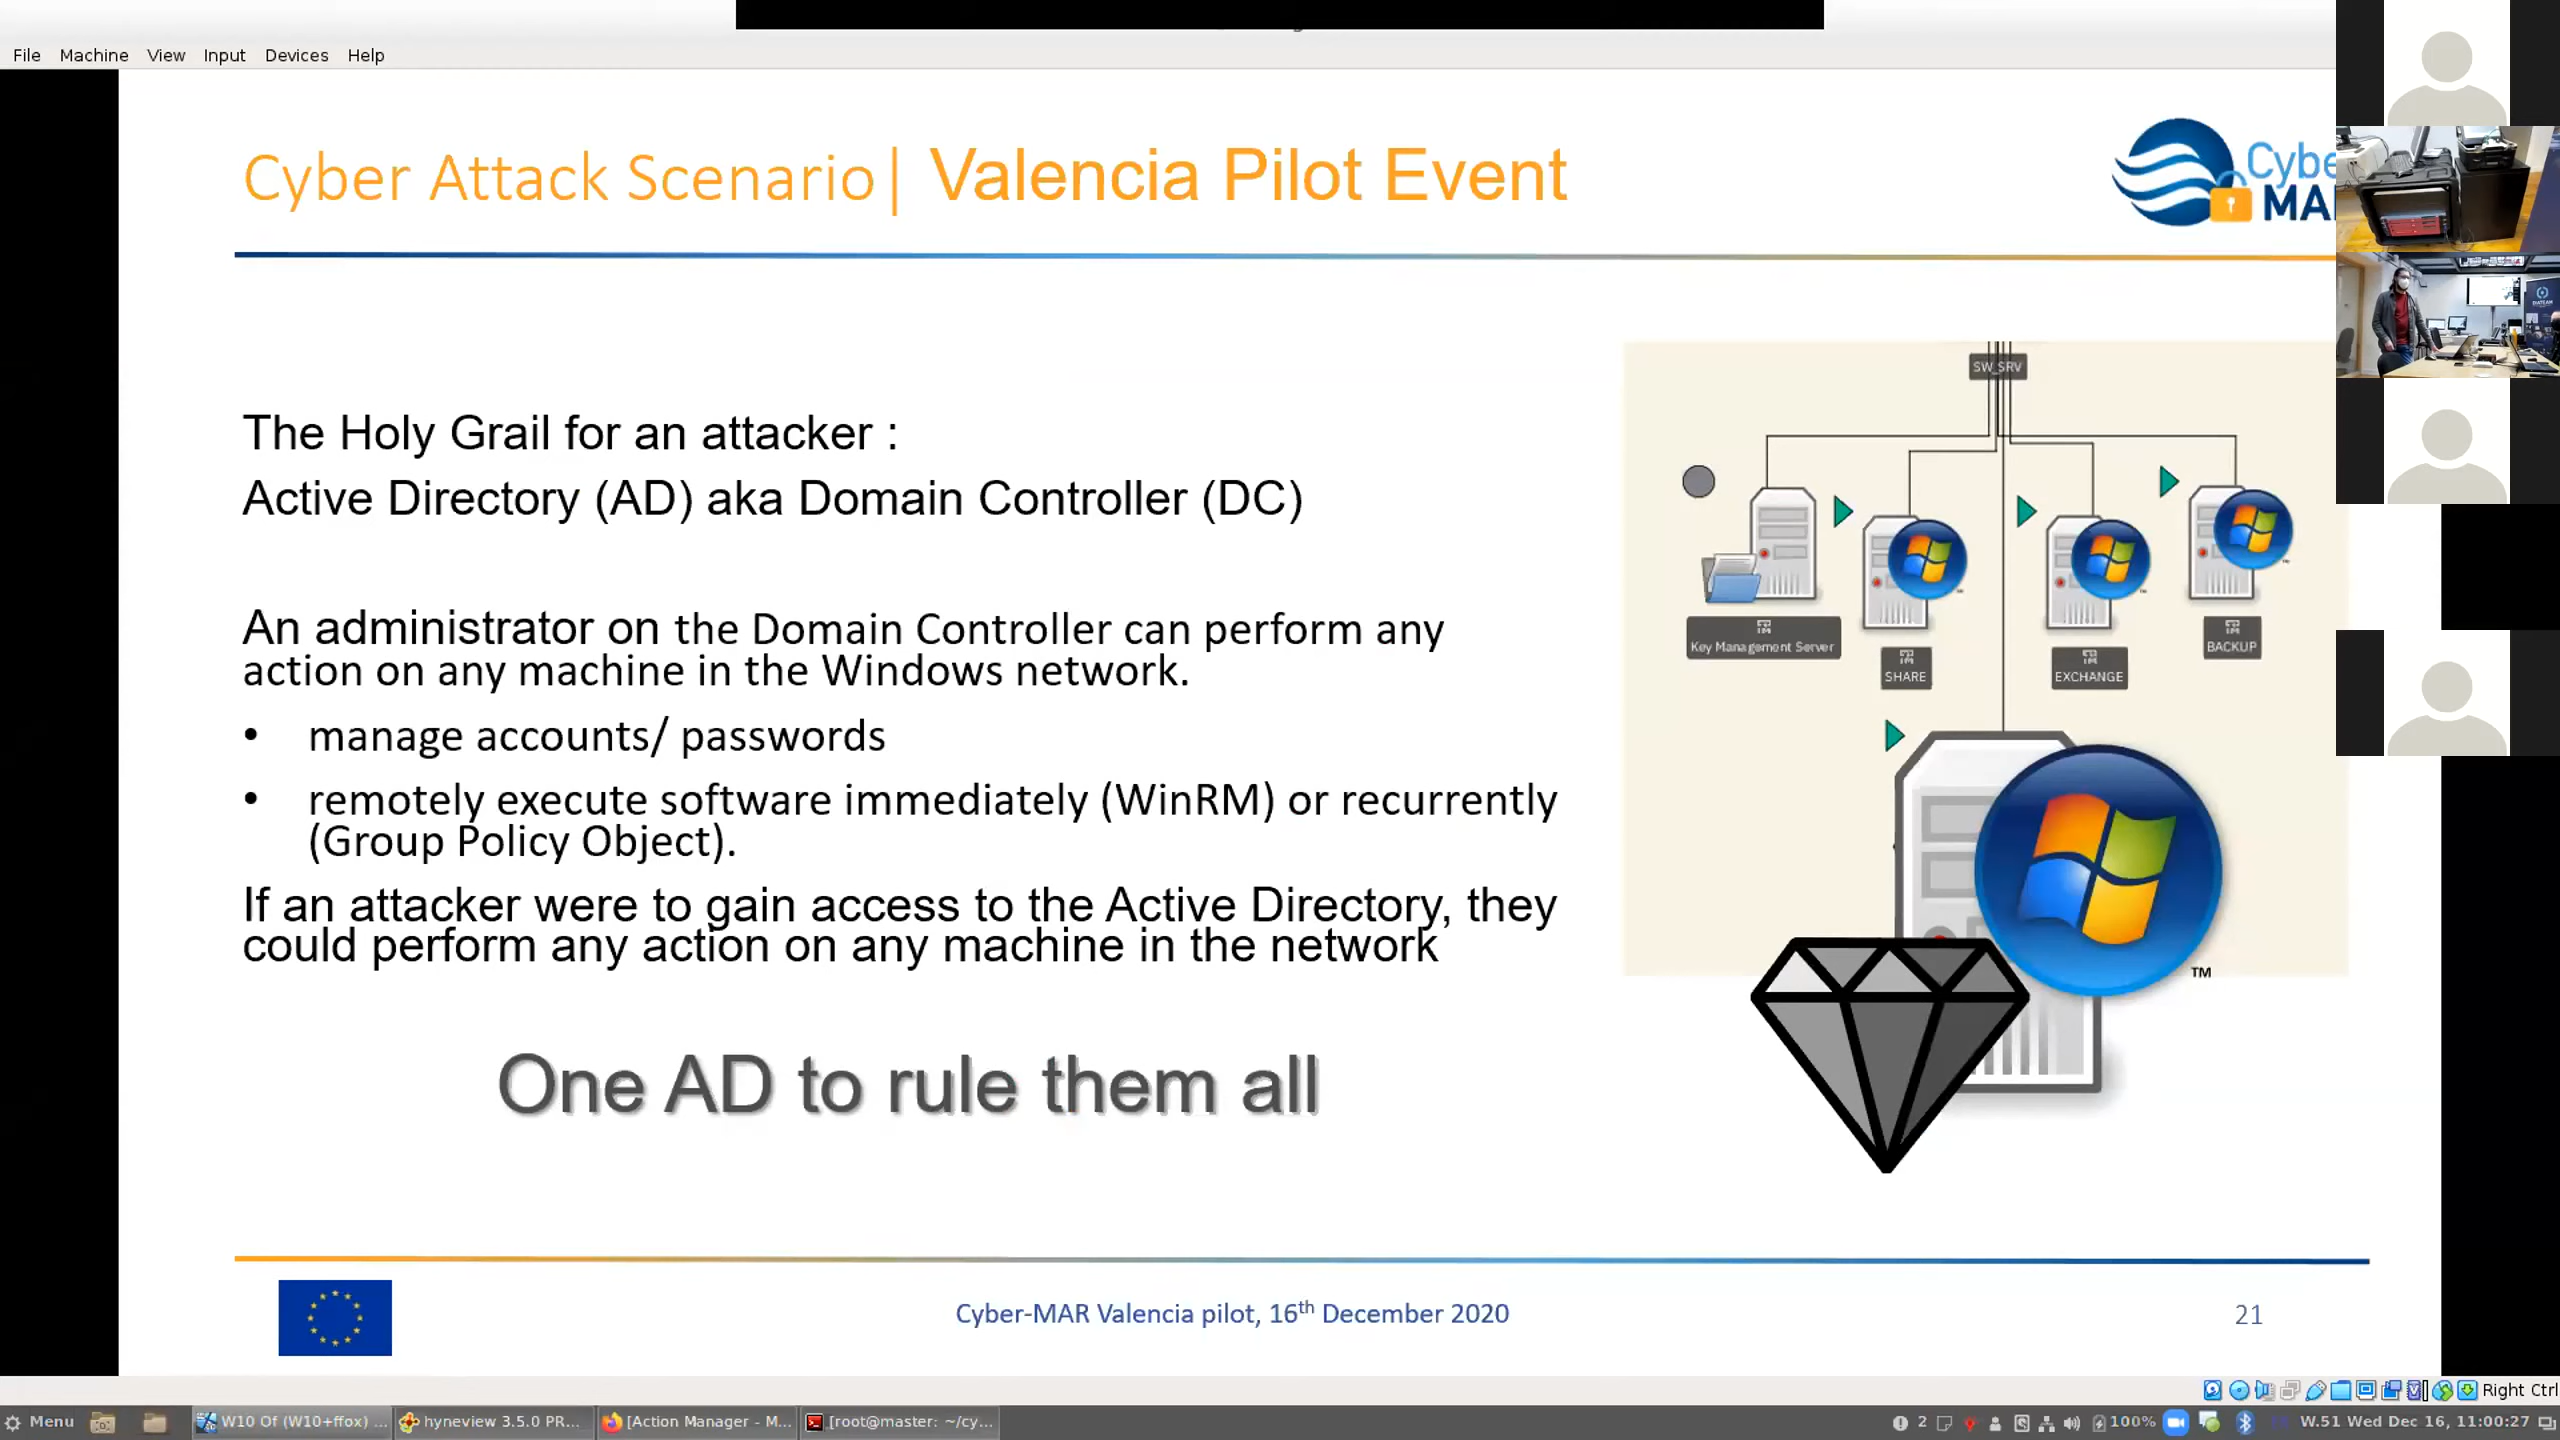 File Machine View Input Devices Help
Cyber Attack Scenario| Valencia Pilot Event
The Holy Grail for an attacker :
Active Directory (AD) aka Domain Controller (DC)
An administrator on the Domain Controller can perform any
action on any machine in the Windows network.
• manage accounts/ passwords
• remotely execute software immediately (WinRM) or recurrently
(Group Policy Object).
If an attacker were to gain access to the Active Directory, they
could perform any action on any machine in the network
One AD to rule them all
SW_SRV
Key Management Server
SHARE
EXCHANGE
BACKUP
TM
Cyber-MAR Valencia pilot, 16th December 2020
21
Right Ctrl
Menu
W10 Of (W10+ffox) ...
hyneview 3.5.0 PR...
[Action Manager - M...
[root@master: ~/cy...
2
100%
W.51 Wed Dec 16, 11:00:27